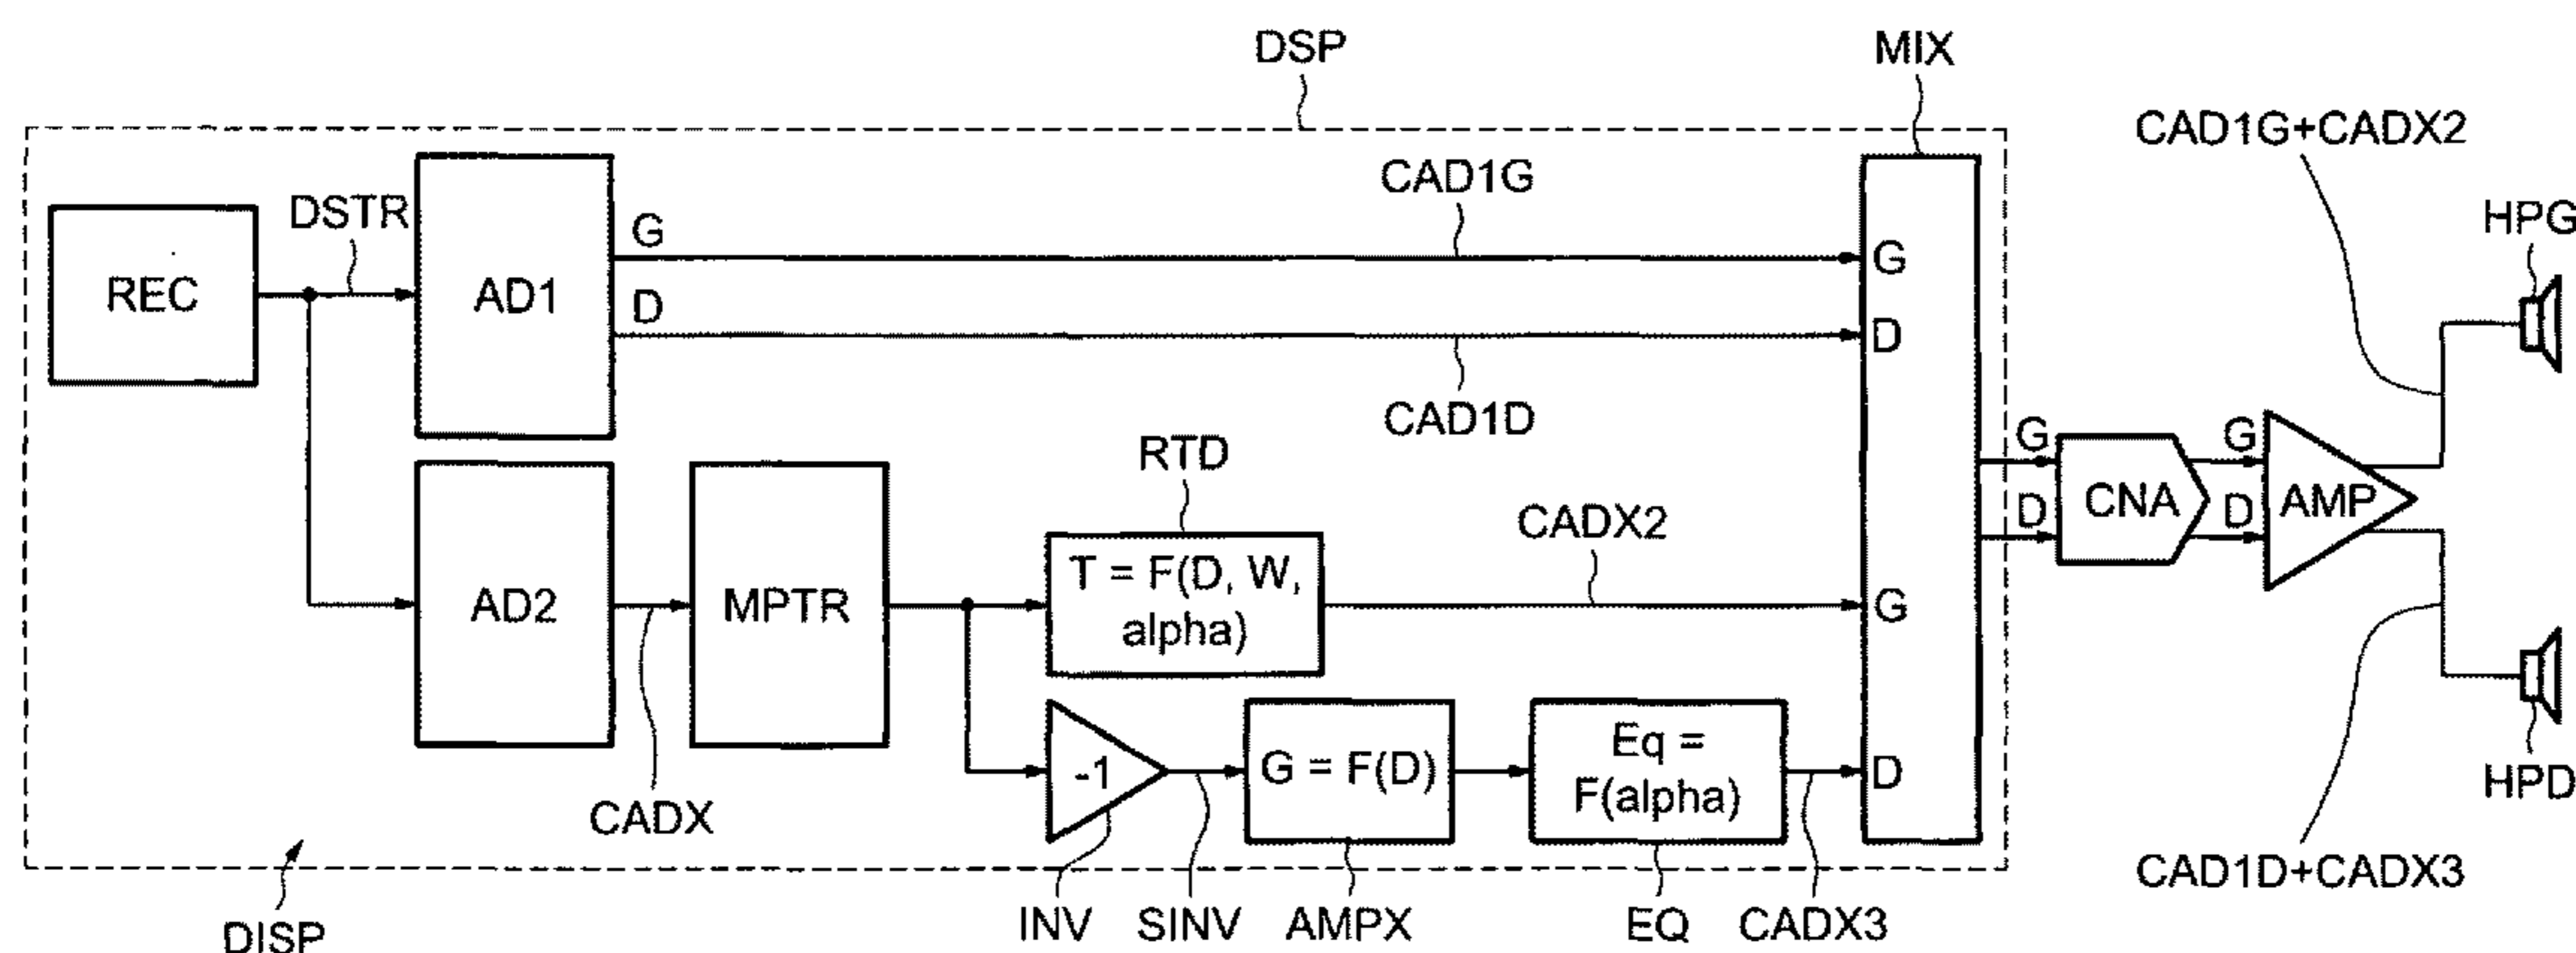 DSP
MIX
CAD1G+CADX2
HPG
DSTR
REC
AD1
G
D
CAD1G
CAD1D
G
D
RTD
T = F(D, W,
alpha)
CADX2
AD2
MPTR
CADX
G
D
G
D
CNA
G
D
AMP
-1
G = F(D)
Eq =
F(alpha)
HPD
CAD1D+CADX3
DISP
INV
SINV
AMPX
EQ
CADX3